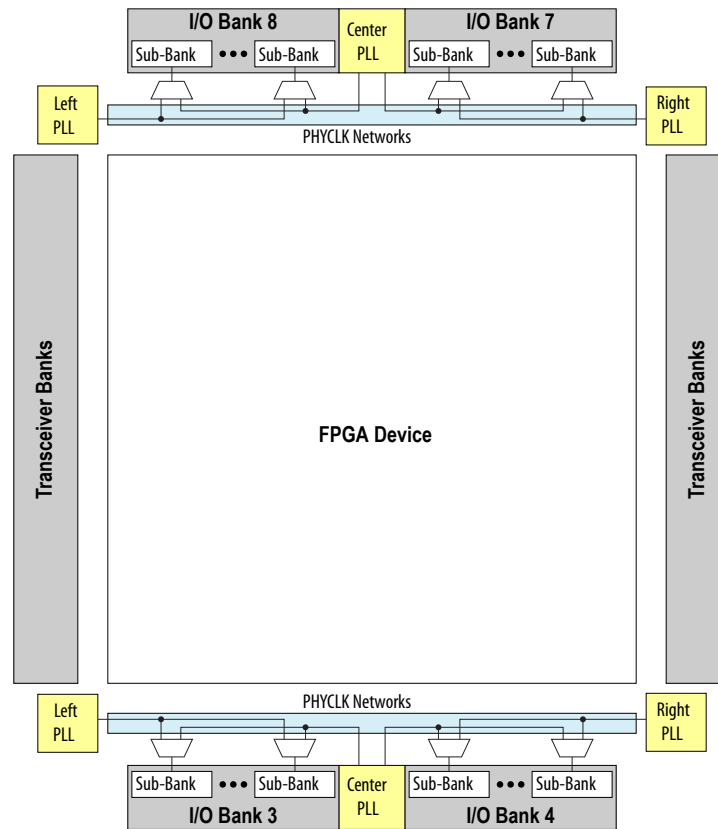 I/O Bank 8
Center
PLL
I/O Bank 7
Sub-Bank
Sub-Bank
Sub-Bank
Sub-Bank
Left
PLL
Right
PLL
PHYCLK Networks
Transceiver Banks
FPGA Device
Transceiver Banks
PHYCLK Networks
Left
PLL
Right
PLL
Sub-Bank
Sub-Bank
Center
PLL
Sub-Bank
Sub-Bank
I/O Bank 3
I/O Bank 4